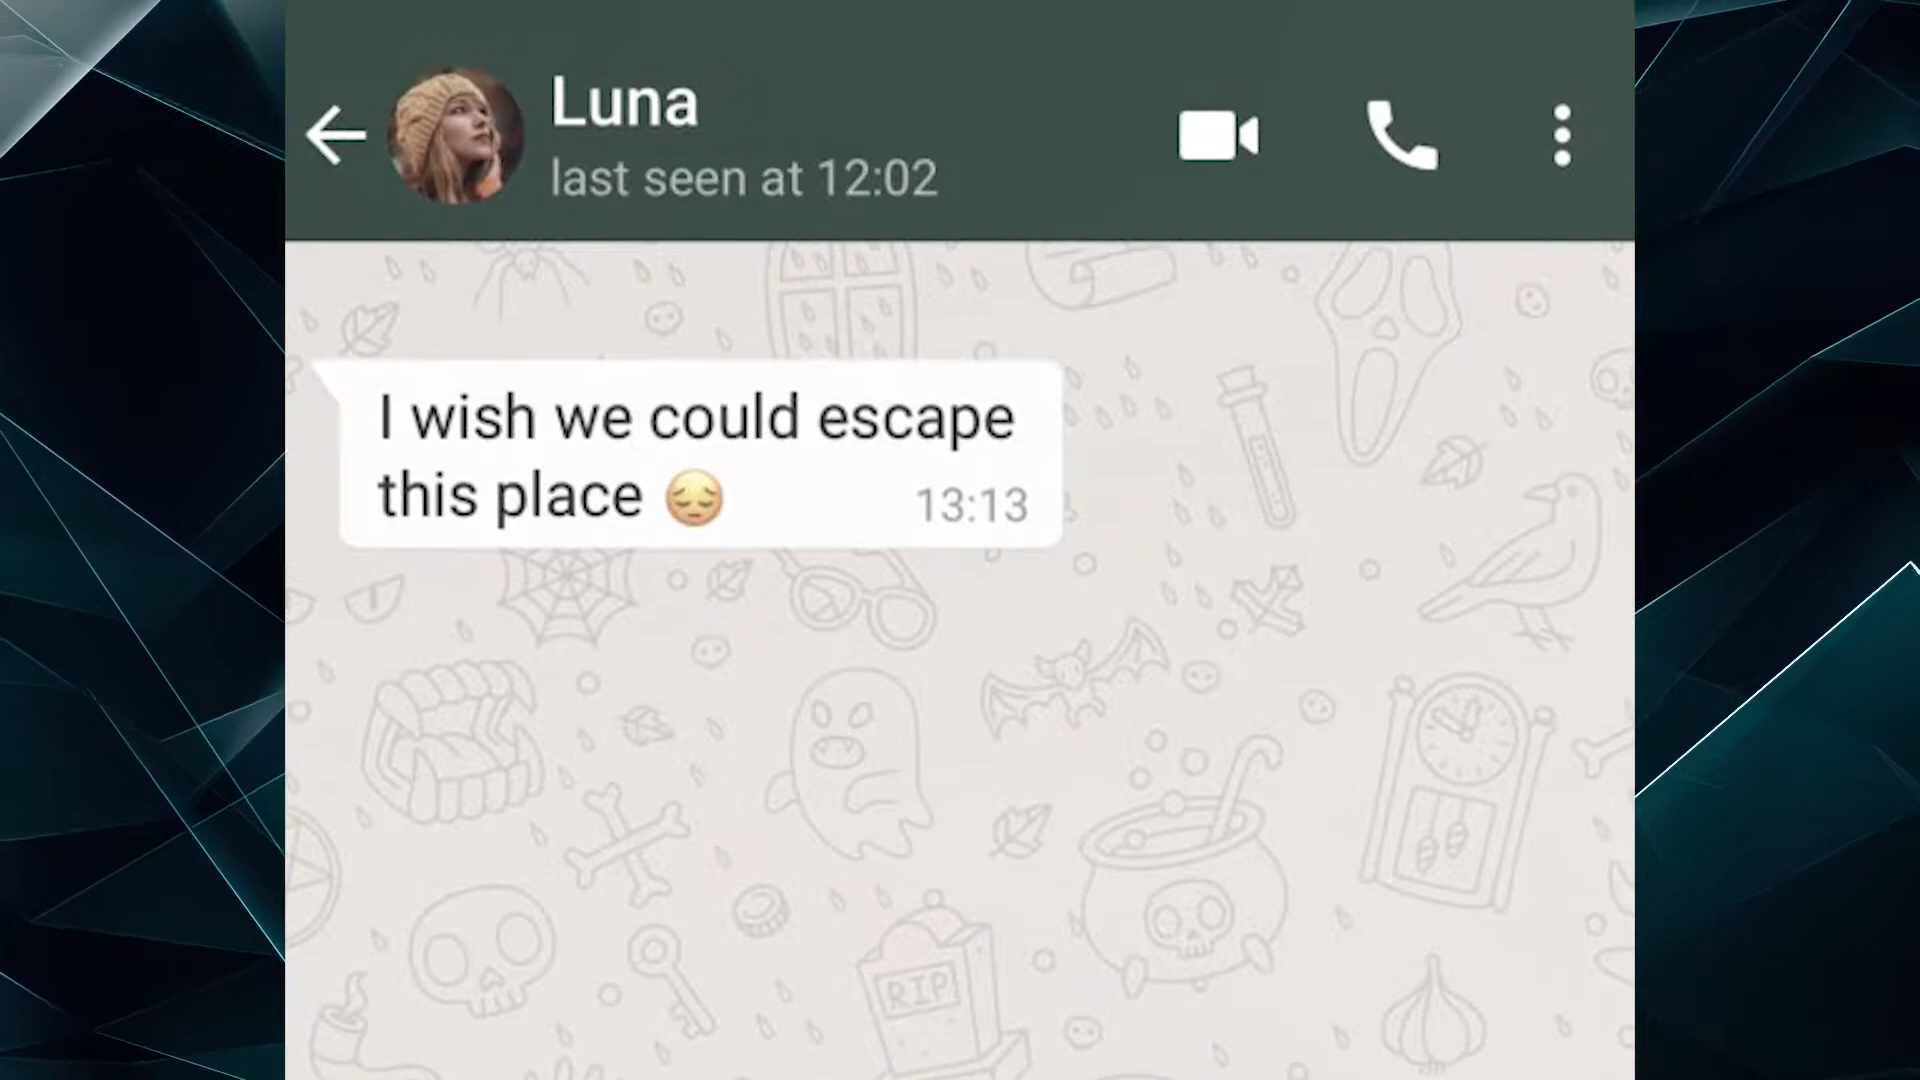 Luna
last seen at 12:02
I wish we could escape
this place 😔
13:13
RIP